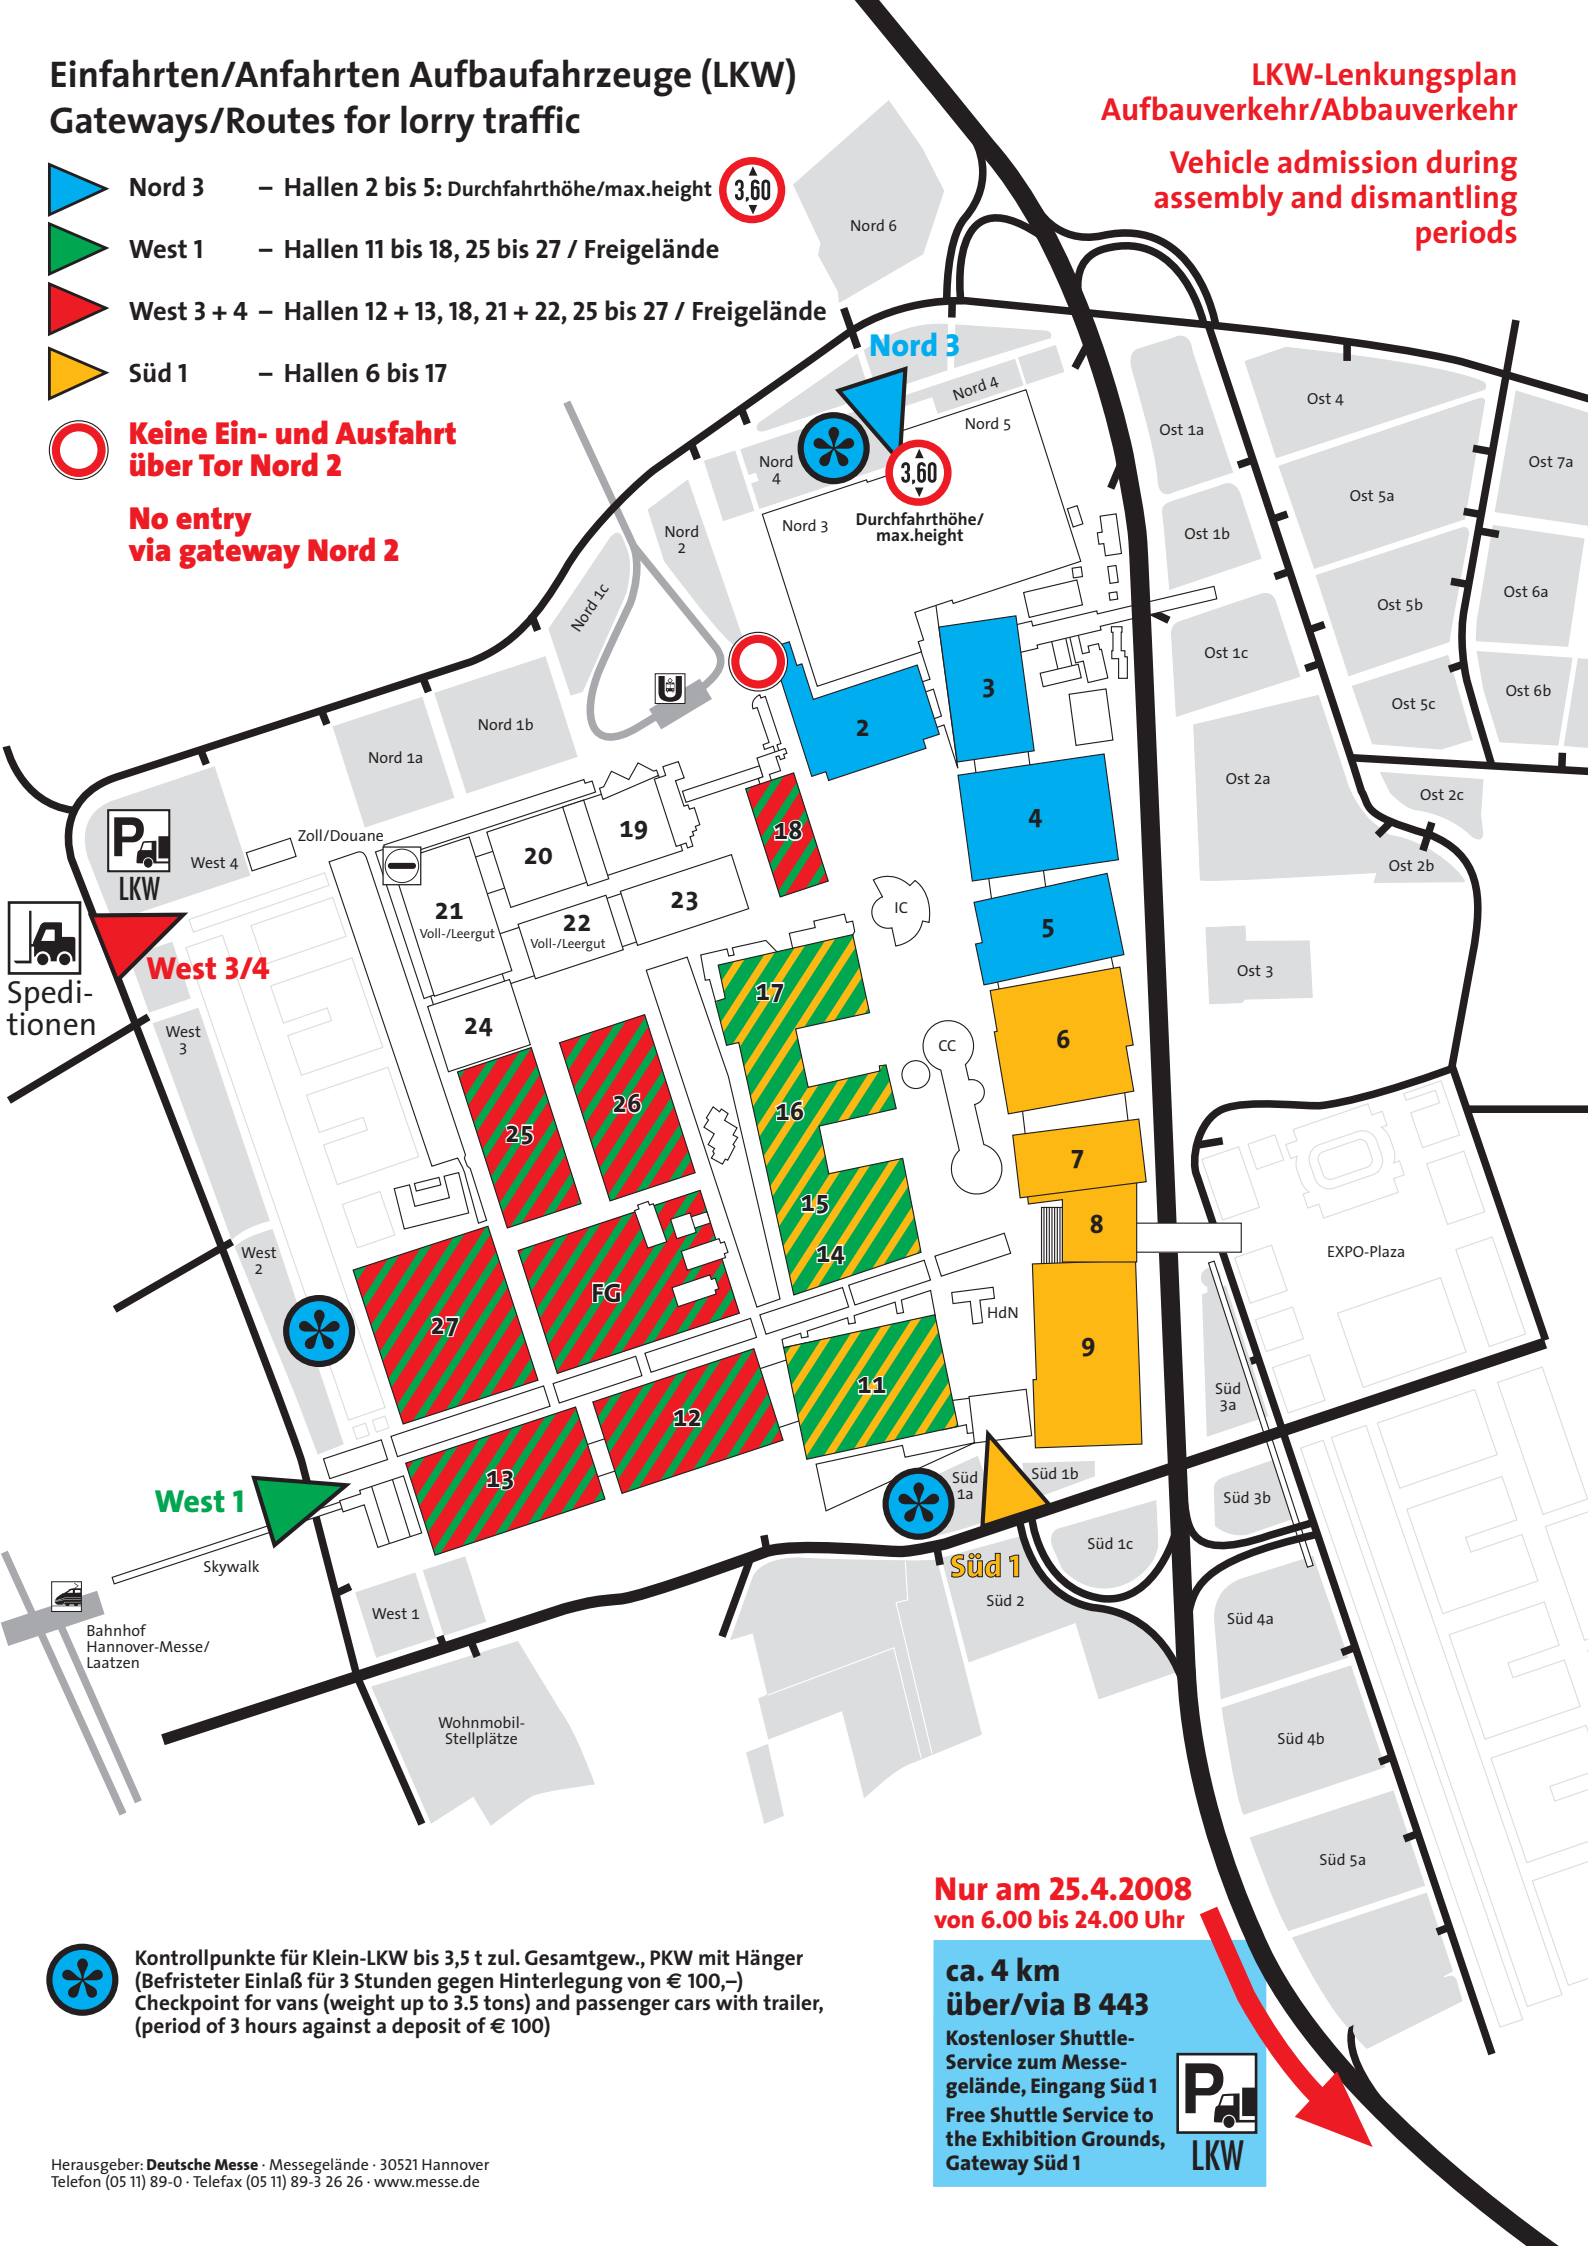 Einfahrten/Anfahrten Aufbaufahrzeuge (LKW)
Gateways/Routes for lorry traffic
Nord 3 – Hallen 2 bis 5: Durchfahrthöhe/max.height 3,60
West 1 – Hallen 11 bis 18, 25 bis 27 / Freigelände
West 3 + 4 – Hallen 12 + 13, 18, 21 + 22, 25 bis 27 / Freigelände
Süd 1 – Hallen 6 bis 17
Keine Ein- und Ausfahrt
über Tor Nord 2
No entry
via gateway Nord 2
LKW-Lenkungsplan
Aufbauverkehr/Abbauverkehr
Vehicle admission during
assembly and dismantling
periods
Nord 6
Nord 3
Nord 4
Nord 5
Nord
4
3,60
Nord 3
Durchfahrthöhe/
max.height
Nord
2
Nord 1c
U
Nord 1b
Nord 1a
Ost 4
Ost 1a
Ost 7a
Ost 5a
Ost 1b
Ost 6a
Ost 5b
Ost 1c
Ost 6b
Ost 5c
Ost 2a
Ost 2c
Ost 2b
Ost 3
2
3
4
5
6
7
8
9
P
LKW
West 4
Zoll/Douane
19
20
21
Voll-/Leergut
22
Voll-/Leergut
23
18
IC
24
Spedi-
tionen
West 3/4
West
3
17
CC
26
25
16
15
14
West
2
27
FG
HdN
EXPO-Plaza
11
12
13
Süd
3a
West 1
Süd
1a
Süd 1b
Süd 3b
Süd 1c
Süd 1
Süd 2
Skywalk
Bahnhof
Hannover-Messe/
Laatzen
West 1
Süd 4a
Wohnmobil-
Stellplätze
Süd 4b
Süd 5a
Nur am 25.4.2008
von 6.00 bis 24.00 Uhr
ca. 4 km
über/via B 443
Kostenloser Shuttle-
Service zum Messe-
gelände, Eingang Süd 1
Free Shuttle Service to
the Exhibition Grounds,
Gateway Süd 1
P
LKW
Kontrollpunkte für Klein-LKW bis 3,5 t zul. Gesamtgew., PKW mit Hänger
(Befristeter Einlaß für 3 Stunden gegen Hinterlegung von € 100,–)
Checkpoint for vans (weight up to 3.5 tons) and passenger cars with trailer,
(period of 3 hours against a deposit of € 100)
Herausgeber: Deutsche Messe · Messegelände · 30521 Hannover
Telefon (05 11) 89-0 · Telefax (05 11) 89-3 26 26 · www.messe.de